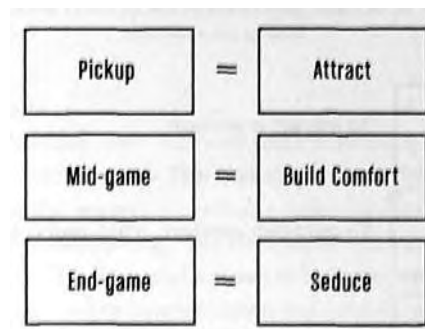 Pickup = Attract
Mid-game = Build Comfort
End-game = Seduce